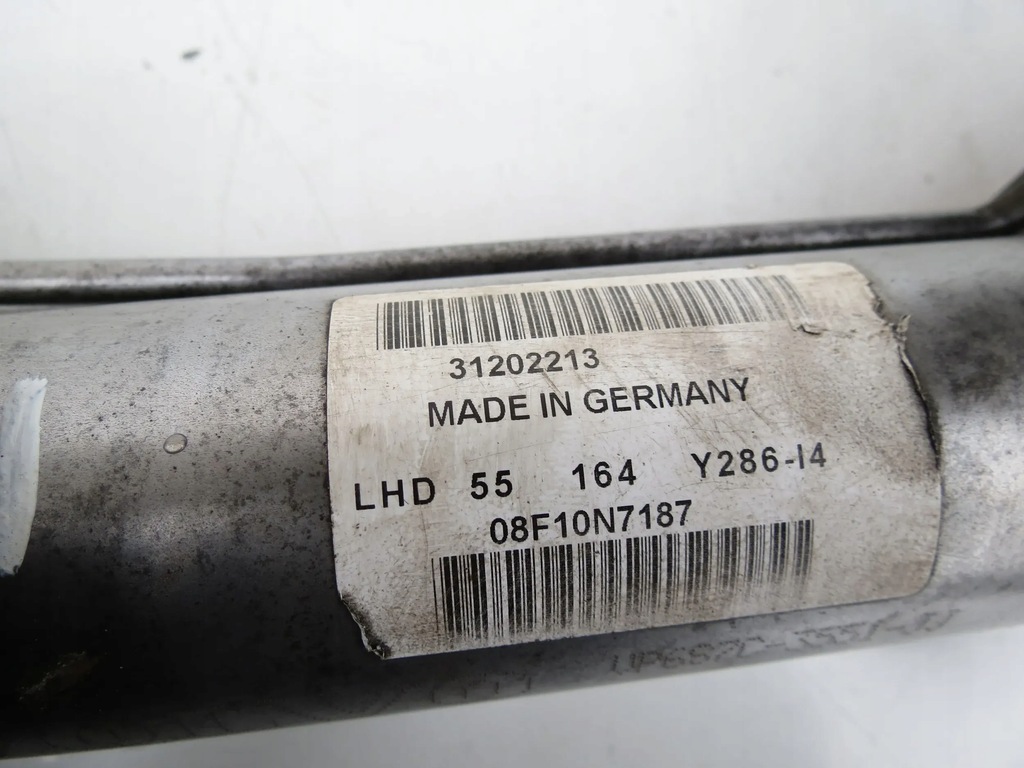 31202213
MADE IN GERMANY
LHD 55 164 Y286-I4
08F10N7187